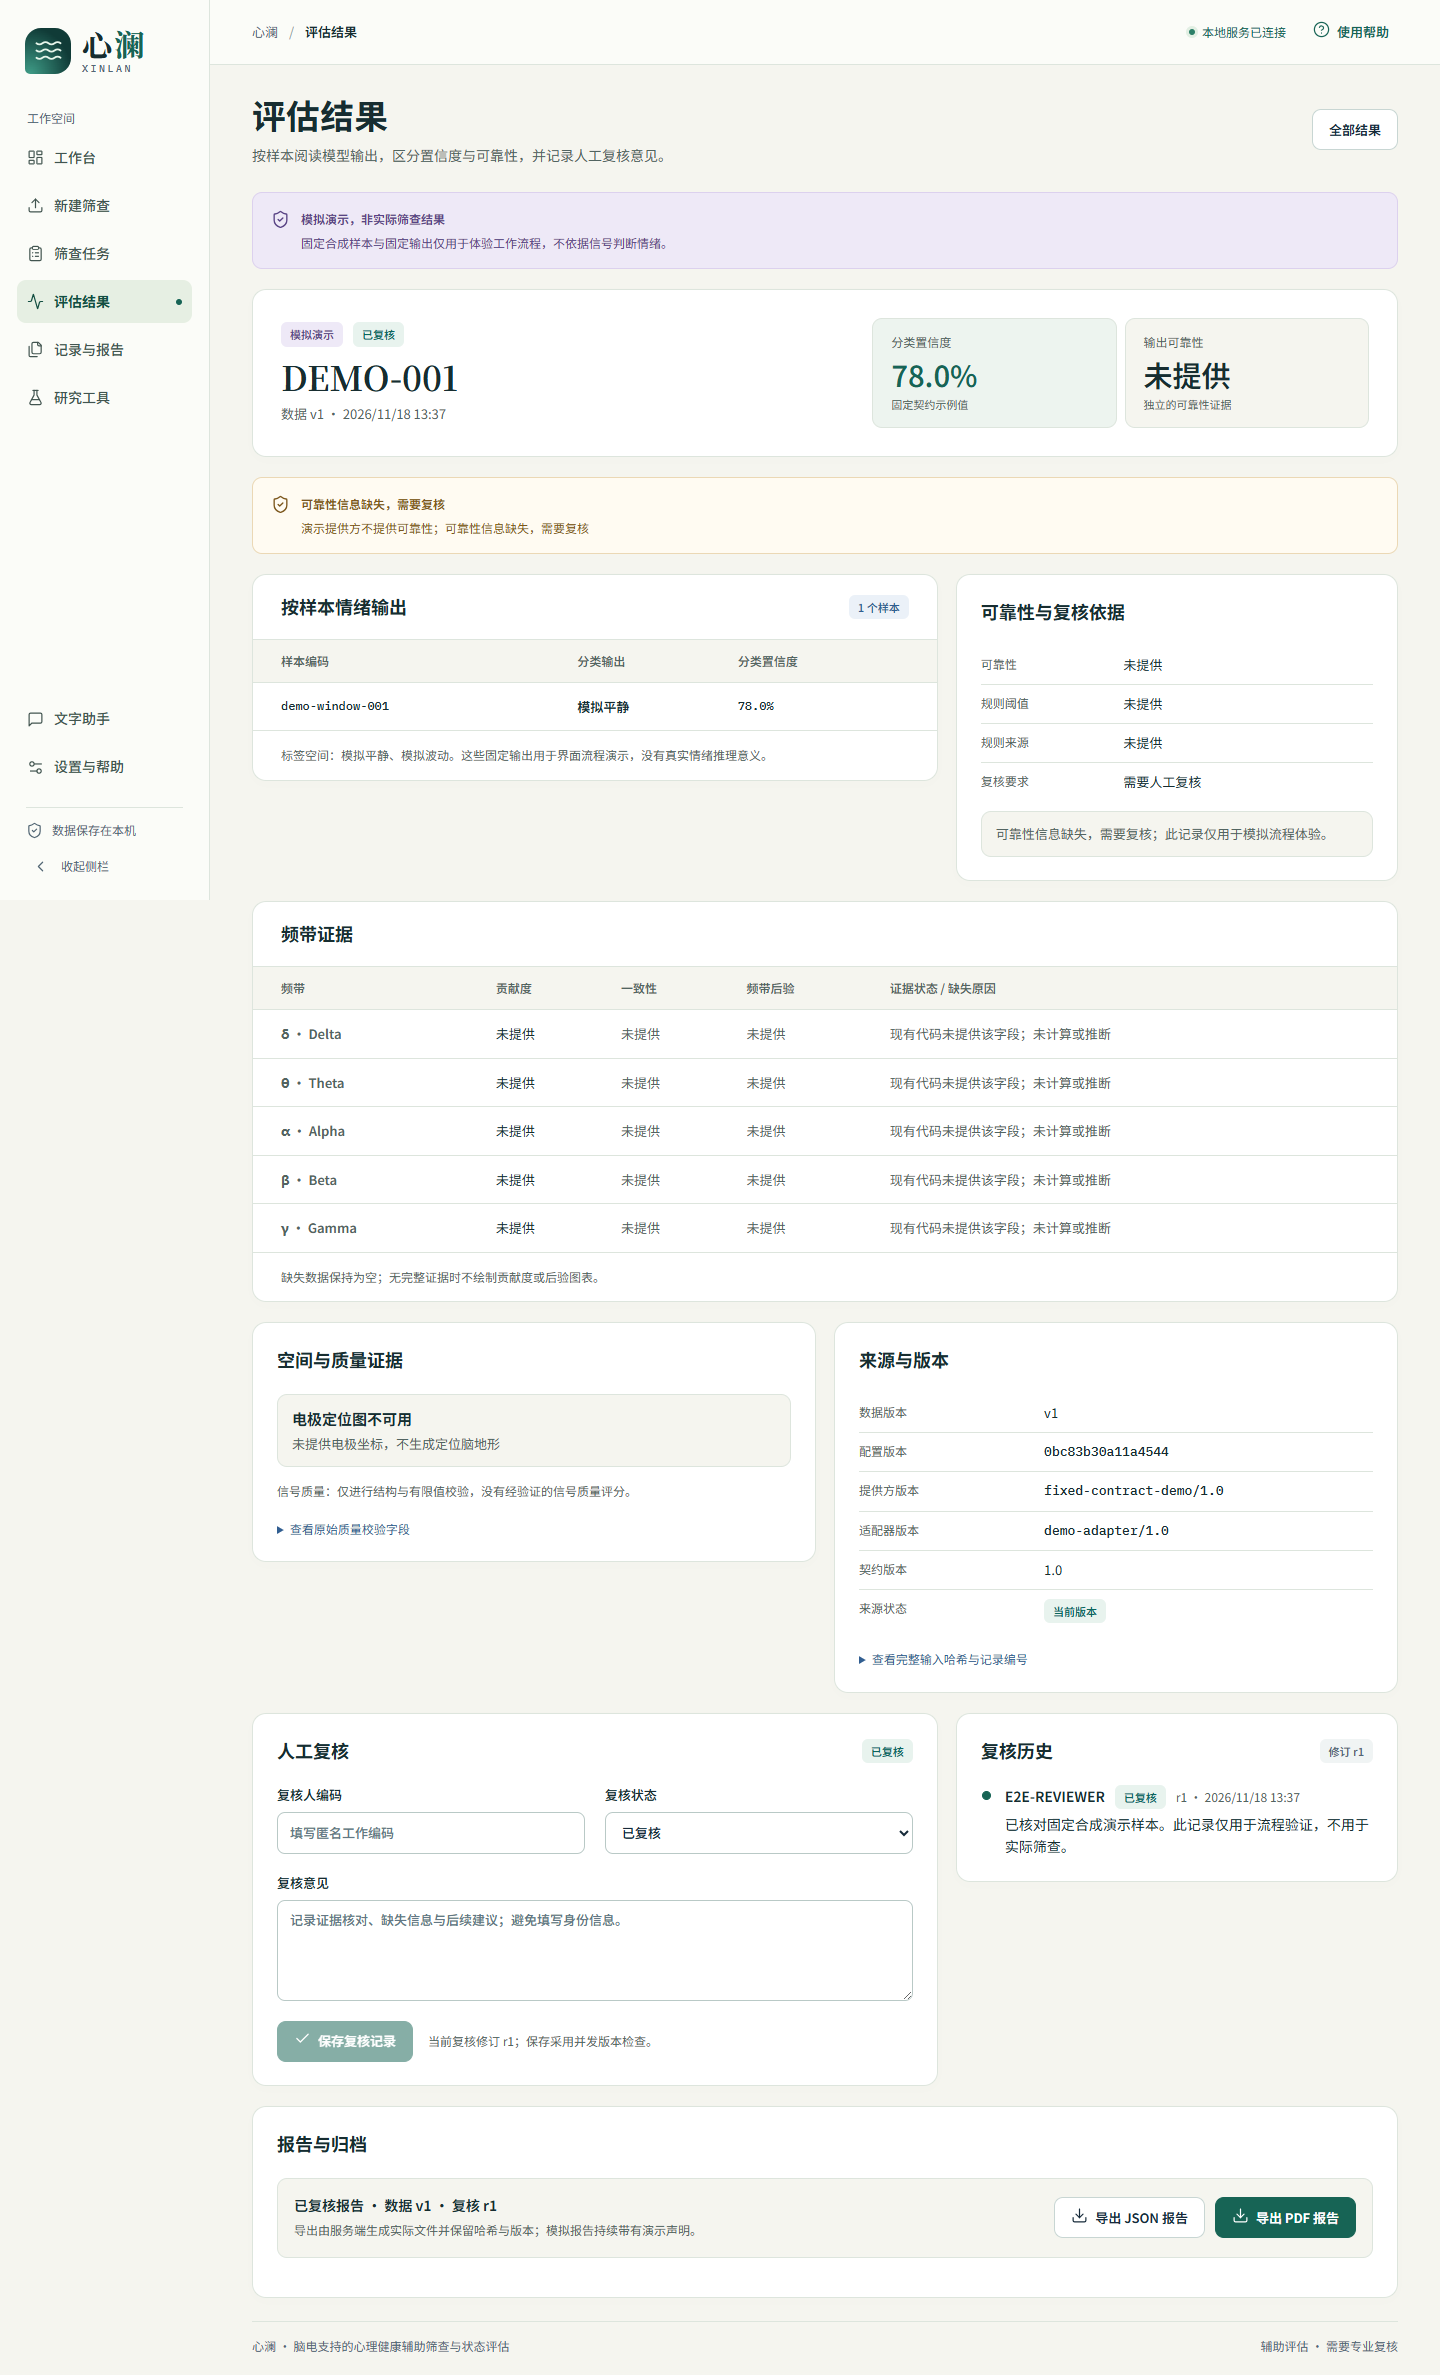 心澜
XINLAN
工作空间
工作台
新建筛查
筛查任务
评估结果
记录与报告
研究工具
文字助手
设置与帮助
数据保存在本机
收起侧栏
心澜 / 评估结果
本地服务已连接
使用帮助
评估结果
按样本阅读模型输出，区分置信度与可靠性，并记录人工复核意见。
全部结果
模拟演示，非实际筛查结果
固定合成样本与固定输出仅用于体验工作流程，不依据信号判断情绪。
模拟演示 已复核
DEMO-001
数据 v1 · 2026/11/18 13:37
分类置信度
78.0%
固定契约示例值
输出可靠性
未提供
独立的可靠性证据
可靠性信息缺失，需要复核
演示提供方不提供可靠性；可靠性信息缺失，需要复核
按样本情绪输出
1 个样本
样本编码 分类输出 分类置信度
demo-window-001 模拟平静 78.0%
标签空间：模拟平静、模拟波动。这些固定输出用于界面流程演示，没有真实情绪推理意义。
可靠性与复核依据
可靠性 未提供
规则阈值 未提供
规则来源 未提供
复核要求 需要人工复核
可靠性信息缺失，需要复核；此记录仅用于模拟流程体验。
频带证据
频带 贡献度 一致性 频带后验 证据状态 / 缺失原因
δ · Delta 未提供 未提供 未提供 现有代码未提供该字段；未计算或推断
θ · Theta 未提供 未提供 未提供 现有代码未提供该字段；未计算或推断
α · Alpha 未提供 未提供 未提供 现有代码未提供该字段；未计算或推断
β · Beta 未提供 未提供 未提供 现有代码未提供该字段；未计算或推断
γ · Gamma 未提供 未提供 未提供 现有代码未提供该字段；未计算或推断
缺失数据保持为空；无完整证据时不绘制贡献度或后验图表。
空间与质量证据
电极定位图不可用
未提供电极坐标，不生成定位脑地形
信号质量：仅进行结构与有限值校验，没有经验证的信号质量评分。
查看原始质量校验字段
来源与版本
数据版本 v1
配置版本 0bc83b30a11a4544
提供方版本 fixed-contract-demo/1.0
适配器版本 demo-adapter/1.0
契约版本 1.0
来源状态 当前版本
查看完整输入哈希与记录编号
人工复核
已复核
复核人编码 复核状态
填写匿名工作编码 已复核
复核意见
记录证据核对、缺失信息与后续建议；避免填写身份信息。
保存复核记录 当前复核修订 r1；保存采用并发版本检查。
复核历史
修订 r1
E2E-REVIEWER 已复核 r1 · 2026/11/18 13:37
已核对固定合成演示样本。此记录仅用于流程验证，不用于
实际筛查。
报告与归档
已复核报告 · 数据 v1 · 复核 r1
导出由服务端生成实际文件并保留哈希与版本；模拟报告持续带有演示声明。
导出 JSON 报告
导出 PDF 报告
心澜 · 脑电支持的心理健康辅助筛查与状态评估
辅助评估 · 需要专业复核